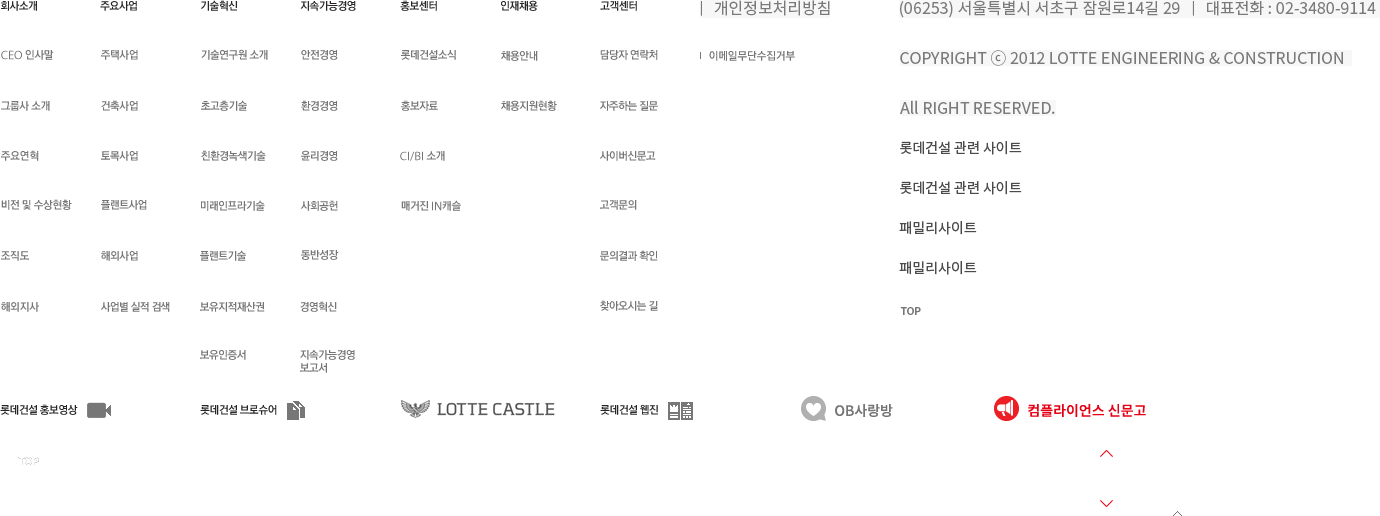 회사소개 주요사업 기술혁신 지속가능경영 홍보센터 인재채용 고객센터 | 개인정보처리방침 (06253) 서울특별시 서초구 잠원로14길 29 | 대표전화 : 02-3480-9114
CEO 인사말 주택사업 기술연구원 소개 안전경영 롯데건설소식 채용안내 담당자 연락처 | 이메일무단수집거부 COPYRIGHT ⓒ 2012 LOTTE ENGINEERING & CONSTRUCTION
그룹사 소개 건축사업 초고층기술 환경경영 홍보자료 채용지원현황 자주하는 질문 All RIGHT RESERVED.
롯데건설 관련 사이트
주요연혁 토목사업 친환경녹색기술 윤리경영 CI/BI 소개 사이버신문고
롯데건설 관련 사이트
비전 및 수상현황 플랜트사업 미래인프라기술 사회공헌 매거진 IN캐슬 고객문의
패밀리사이트
조직도 해외사업 플랜트기술 동반성장 문의결과 확인
패밀리사이트
해외지사 사업별 실적 검색 보유지적재산권 경영혁신 찾아오시는 길 TOP
보유인증서 지속가능경영
보고서
롯데건설 홍보영상 롯데건설 브로슈어 LOTTE CASTLE 롯데건설 웹진 OB사랑방 컴플라이언스 신문고
TOP